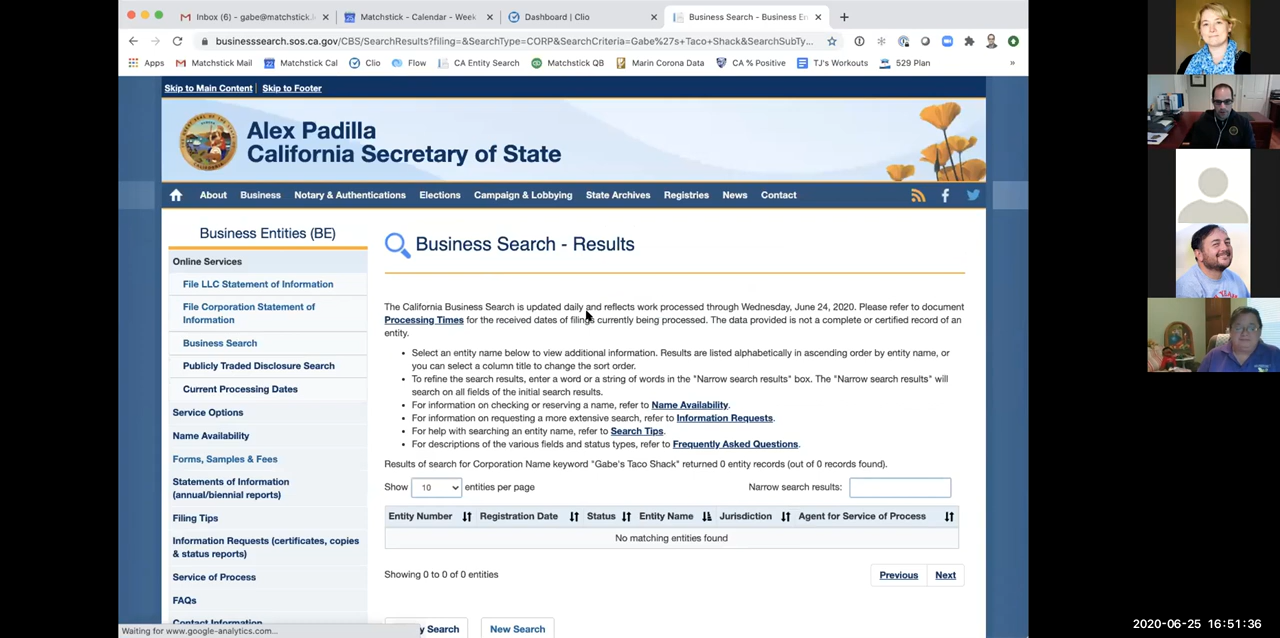 Inbox (6) - gabe@matchstick.l
Matchstick - Calendar - Week
Dashboard | Clio
Business Search - Business En
businesssearch.sos.ca.gov/CBS/SearchResults?filing=&SearchType=CORP&SearchCriteria=Gabe%27s+Taco+Shack&SearchSubTy...
Apps Matchstick Mail Matchstick Cal Clio Flow CA Entity Search Matchstick QB Marin Corona Data CA % Positive TJ's Workouts 529 Plan »
Skip to Main Content | Skip to Footer
Alex Padilla
California Secretary of State
About Business Notary & Authentications Elections Campaign & Lobbying State Archives Registries News Contact
Business Entities (BE)
Online Services
File LLC Statement of Information
File Corporation Statement of
Information
Business Search
Publicly Traded Disclosure Search
Current Processing Dates
Service Options
Name Availability
Forms, Samples & Fees
Statements of Information
(annual/biennial reports)
Filing Tips
Information Requests (certificates, copies
& status reports)
Service of Process
FAQs
Contact Information
Business Search - Results
The California Business Search is updated daily and reflects work processed through Wednesday, June 24, 2020. Please refer to document
Processing Times for the received dates of filings currently being processed. The data provided is not a complete or certified record of an
entity.
• Select an entity name below to view additional information. Results are listed alphabetically in ascending order by entity name, or
you can select a column title to change the sort order.
• To refine the search results, enter a word or a string of words in the "Narrow search results" box. The "Narrow search results" will
search on all fields of the initial search results.
• For information on checking or reserving a name, refer to Name Availability.
• For information on requesting a more extensive search, refer to Information Requests.
• For help with searching an entity name, refer to Search Tips.
• For descriptions of the various fields and status types, refer to Frequently Asked Questions.
Results of search for Corporation Name keyword "Gabe's Taco Shack" returned 0 entity records (out of 0 records found).
Show 10 entities per page Narrow search results:
Entity Number Registration Date Status Entity Name Jurisdiction Agent for Service of Process
No matching entities found
Showing 0 to 0 of 0 entities
Previous Next
y Search New Search
Waiting for www.google-analytics.com...
2020-06-25 16:51:36